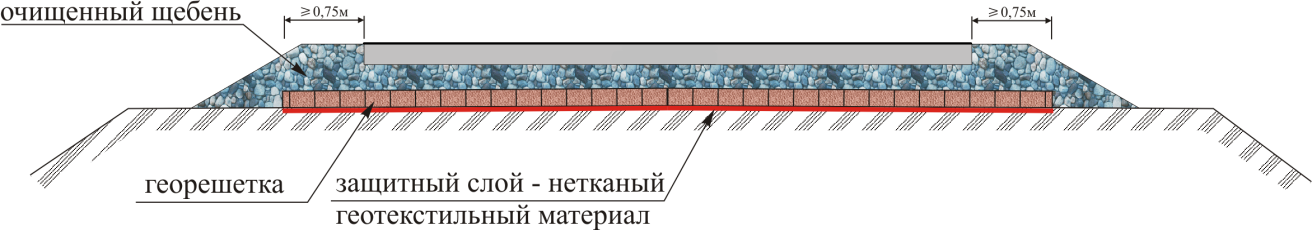 очищенный щебень
≥0,75м
≥0,75м
георешетка
защитный слой - нетканый
геотекстильный материал